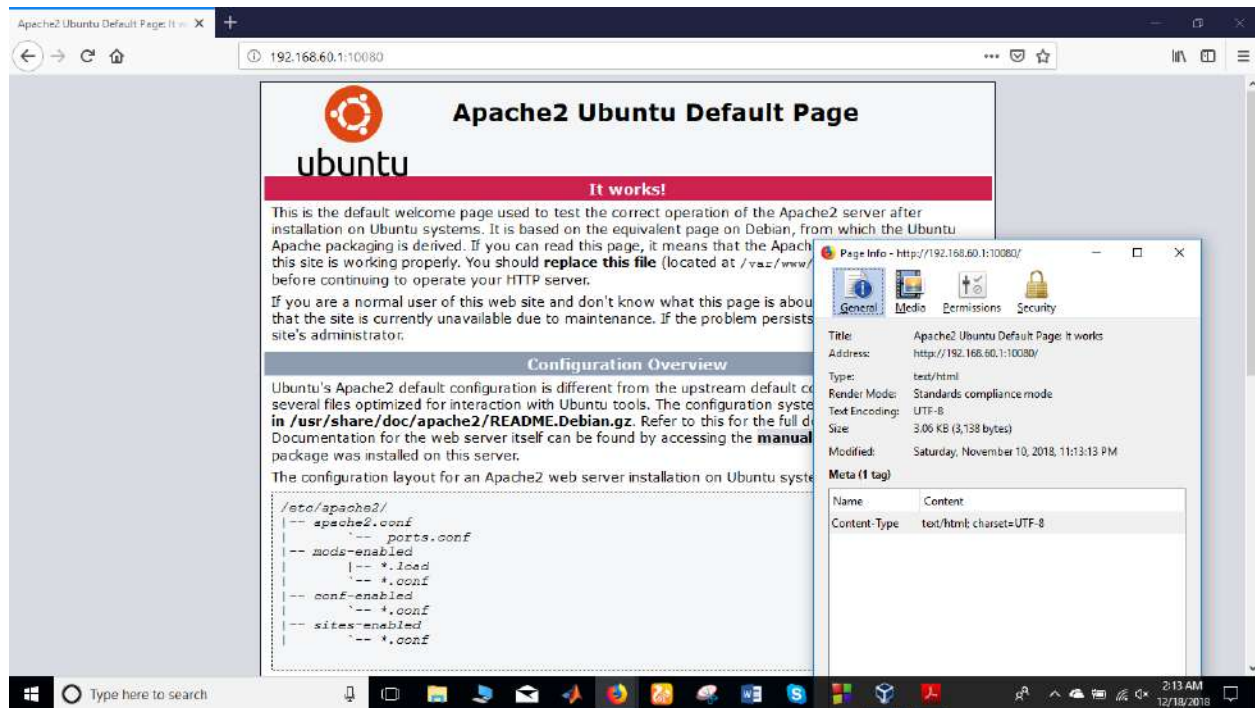 Apache2 Ubuntu Default Page: It
192.168.60.1:10080
ubuntu
Apache2 Ubuntu Default Page
It works!
This is the default welcome page used to test the correct operation of the Apache2 server after
installation on Ubuntu systems. It is based on the equivalent page on Debian, from which the Ubuntu
Apache packaging is derived. If you can read this page, it means that the Apach
this site is working properly. You should replace this file (located at /var/www/
before continuing to operate your HTTP server.
If you are a normal user of this web site and don't know what this page is abou
that the site is currently unavailable due to maintenance. If the problem persists
site's administrator.
Configuration Overview
Ubuntu's Apache2 default configuration is different from the upstream default co
several files optimized for interaction with Ubuntu tools. The configuration syste
in /usr/share/doc/apache2/README.Debian.gz. Refer to this for the full d
Documentation for the web server itself can be found by accessing the manual
package was installed on this server.
The configuration layout for an Apache2 web server installation on Ubuntu syste
/etc/apache2/
|-- apache2.conf
|       `-- ports.conf
|-- mods-enabled
|       |-- *.load
|       `-- *.conf
|-- conf-enabled
|       `-- *.conf
|-- sites-enabled
|       `-- *.conf
Page Info - http://192.168.60.1:10080/
General Media Permissions Security
Title: Apache2 Ubuntu Default Page: It works
Address: http://192.168.60.1:10080/
Type: text/html
Render Mode: Standards compliance mode
Text Encoding: UTF-8
Size: 3.06 KB (3,138 bytes)
Modified: Saturday, November 10, 2018, 11:13:13 PM
Meta (1 tag)
Name Content
Content-Type text/html; charset=UTF-8
Type here to search
2:13 AM
12/18/2018